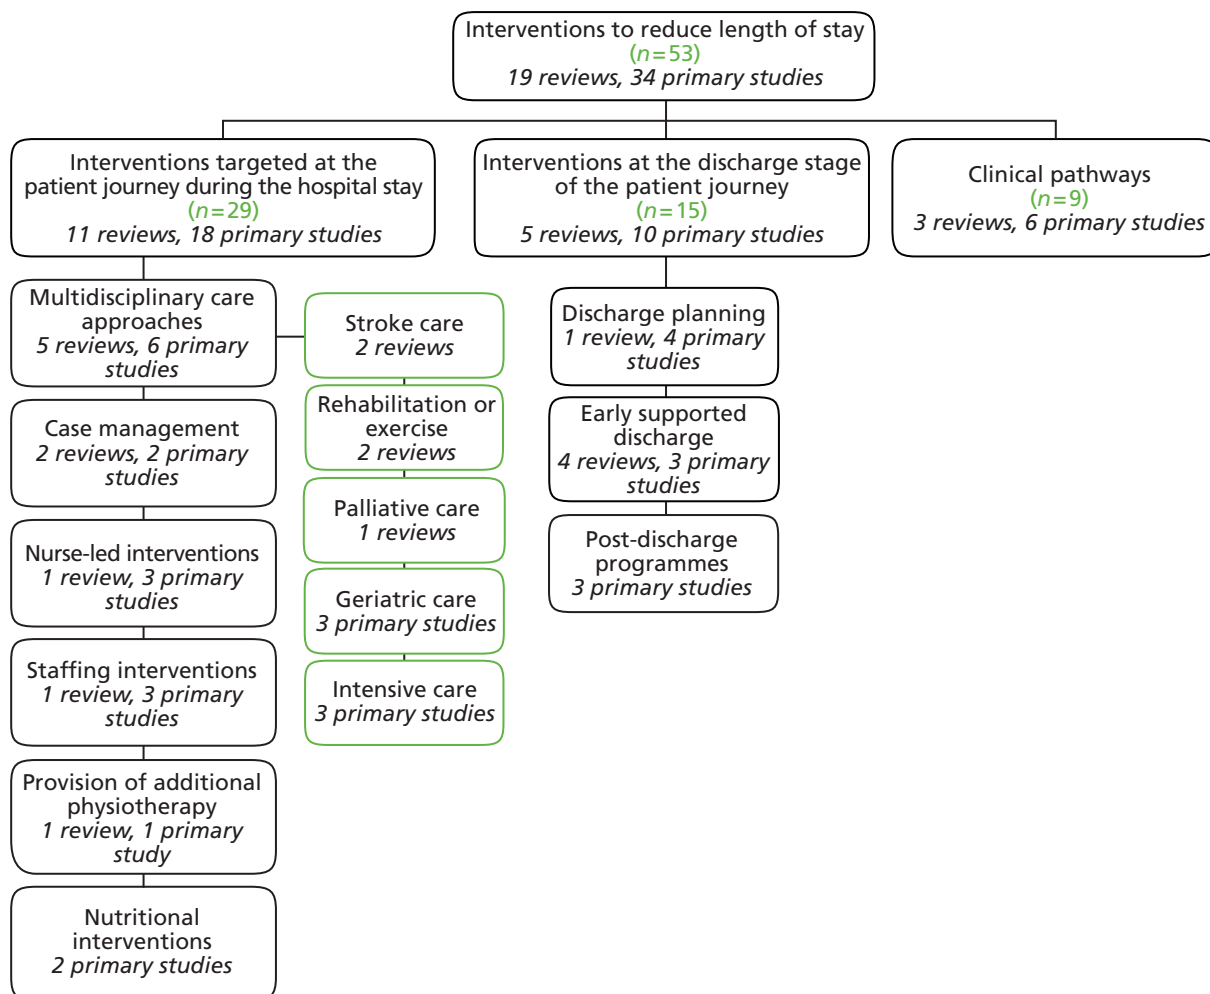 Interventions to reduce length of stay
(n=53)
19 reviews, 34 primary studies
Interventions targeted at the
patient journey during the hospital stay
(n=29)
11 reviews, 18 primary studies
Interventions at the discharge stage
of the patient journey
(n=15)
5 reviews, 10 primary studies
Clinical pathways
(n=9)
3 reviews, 6 primary studies
Multidisciplinary care
approaches
5 reviews, 6 primary
studies
Case management
2 reviews, 2 primary
studies
Nurse-led interventions
1 review, 3 primary
studies
Staffing interventions
1 review, 3 primary
studies
Provision of additional
physiotherapy
1 review, 1 primary
study
Nutritional
interventions
2 primary studies
Stroke care
2 reviews
Rehabilitation or
exercise
2 reviews
Palliative care
1 reviews
Geriatric care
3 primary studies
Intensive care
3 primary studies
Discharge planning
1 review, 4 primary
studies
Early supported
discharge
4 reviews, 3 primary
studies
Post-discharge
programmes
3 primary studies